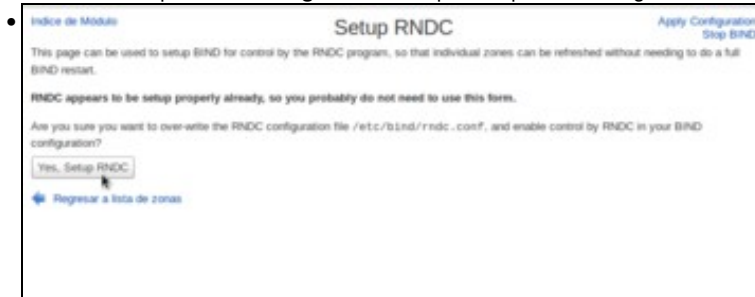 Índice de Módulo
Setup RNDC
Apply Configuration
Stop BIND
This page can be used to setup BIND for control by the RNDC program, so that individual zones can be refreshed without needing to do a full
BIND restart.
RNDC appears to be setup properly already, so you probably do not need to use this form.
Are you sure you want to over-write the RNDC configuration file /etc/bind/rndc.conf, and enable control by RNDC in your BIND
configuration?
Yes, Setup RNDC
Regresar a lista de zonas